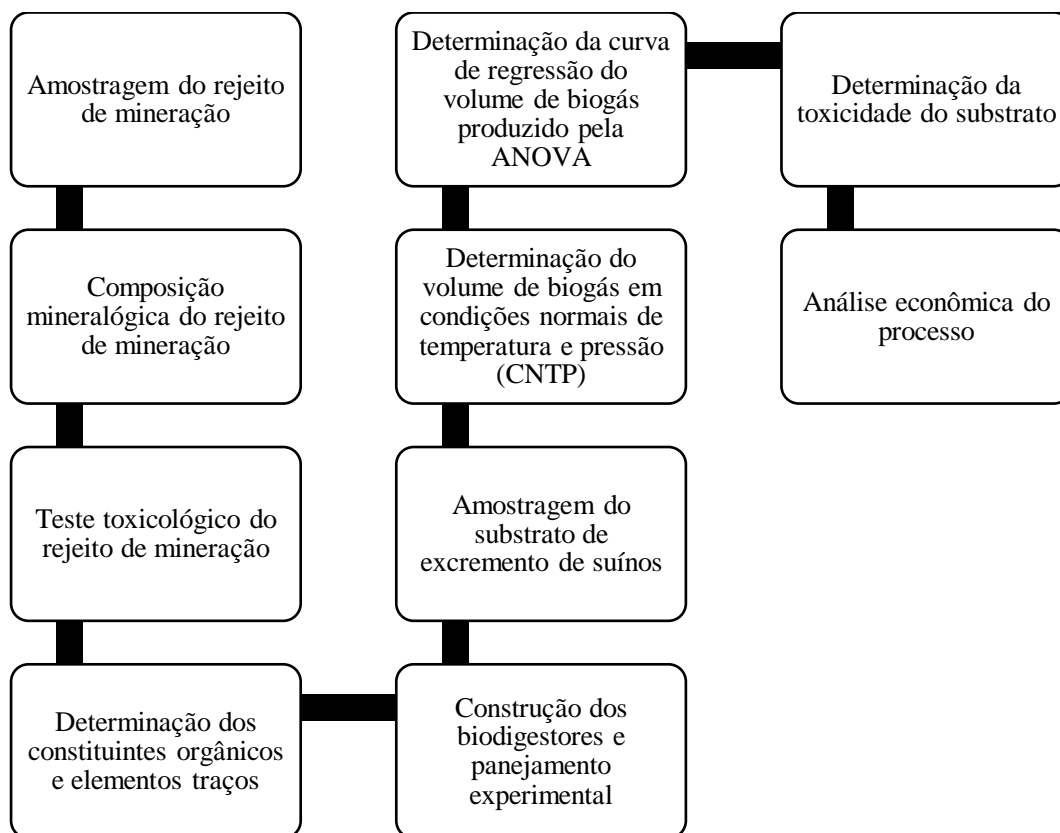 Amostragem do rejeito
de mineração
Composição
mineralógica do rejeito
de mineração
Teste toxicológico do
rejeito de mineração
Determinação dos
constituintes orgânicos
e elementos traços
Construção dos
biodigestores e
panejamento
experimental
Amostragem do
substrato de
excremento de suínos
Determinação do
volume de biogás em
condições normais de
temperatura e pressão
(CNTP)
Determinação da curva
de regressão do
volume de biogás
produzido pela
ANOVA
Determinação da
toxicidade do substrato
Análise econômica do
processo